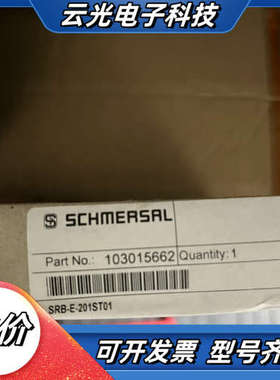 云光电子科技
SCHMERSAL
Part No.: 103015662 Quantity: 1
SRB-E-201ST01
价
可开发票 型号齐